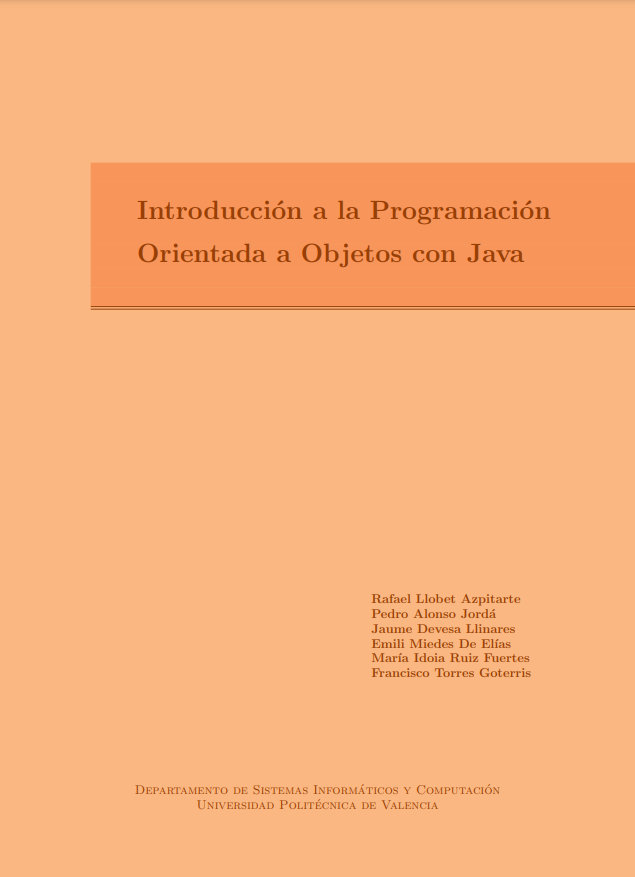 Introducción a la Programación
Orientada a Objetos con Java
Rafael Llobet Azpitarte
Pedro Alonso Jordá
Jaume Devesa Llinares
Emili Miedes De Elías
María Idoia Ruiz Fuertes
Francisco Torres Goterris
Departamento de Sistemas Informáticos y Computación
Universidad Politécnica de Valencia